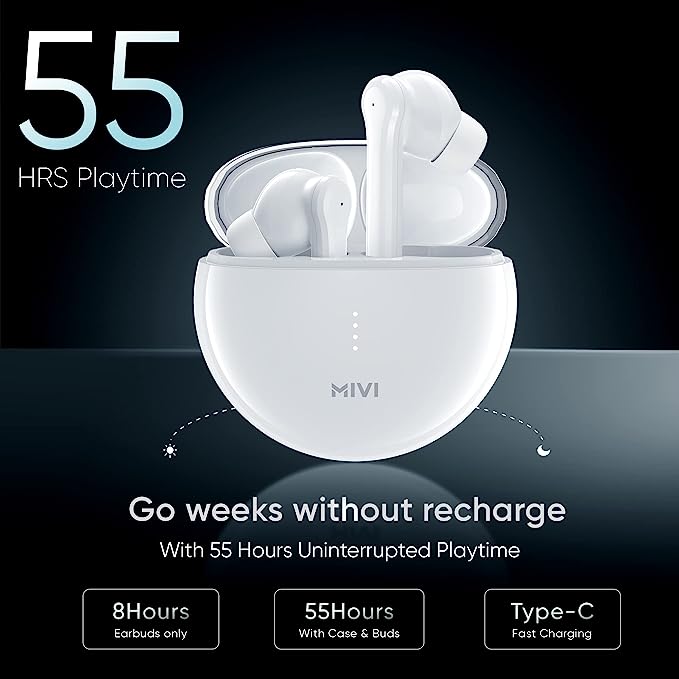 55
HRS Playtime
MIVI
Go weeks without recharge
With 55 Hours Uninterrupted Playtime
8Hours
Earbuds only
55Hours
With Case & Buds
Type-C
Fast Charging